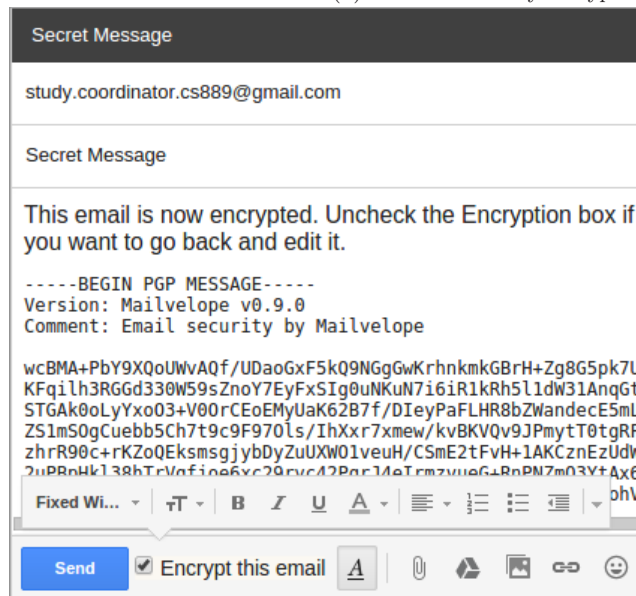 Secret Message
study.coordinator.cs889@gmail.com
Secret Message
This email is now encrypted. Uncheck the Encryption box if
you want to go back and edit it.
-----BEGIN PGP MESSAGE-----
Version: Mailvelope v0.9.0
Comment: Email security by Mailvelope
wcBMA+PbY9XQoUWvAQf/UDaoGxF5kQ9NGgGwKrhnkmkGBrH+Zg8G5pk7U
KFqilh3RGGd330W59sZnoY7EyFxSIg0uNKuN7i6iR1kRh5l1dW31AnqGt
STGAk0oLyYxoO3+V0OrCEoEMyUaK62B7f/DIeyPaFLHR8bZWandecE5mL
ZS1mSOgCuebb5Ch7t9c9F97Ols/IhXxr7xmew/kvBKVQv9JPmytT0tgRF
zhrR90c+rKZoQEksmsgjybDyZuUXWO1veuH/CSmE2tFvH+1AKCznEzUdW
Fixed Wi... T B I U A
Send Encrypt this email A